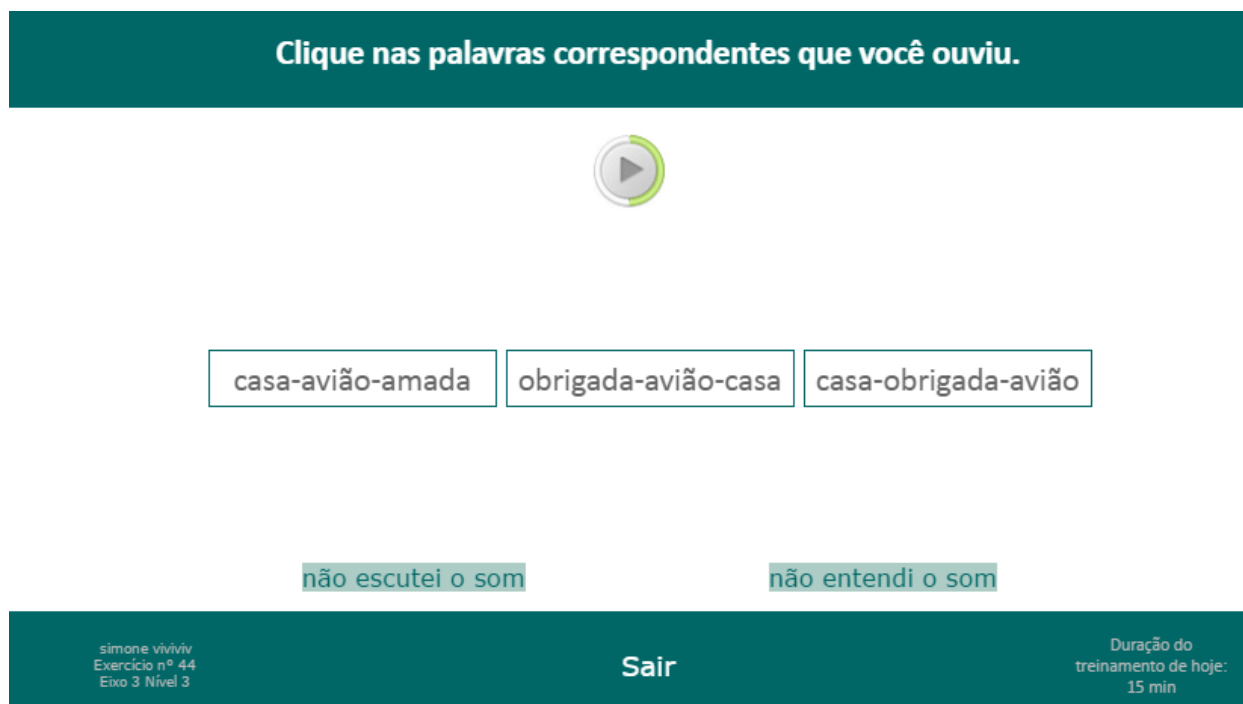 Clique nas palavras correspondentes que você ouviu.
casa-avião-amada
obrigada-avião-casa
casa-obrigada-avião
não escutei o som
não entendi o som
simone viviviv
Exercício nº 44
Eixo 3 Nível 3
Sair
Duração do
treinamento de hoje:
15 min